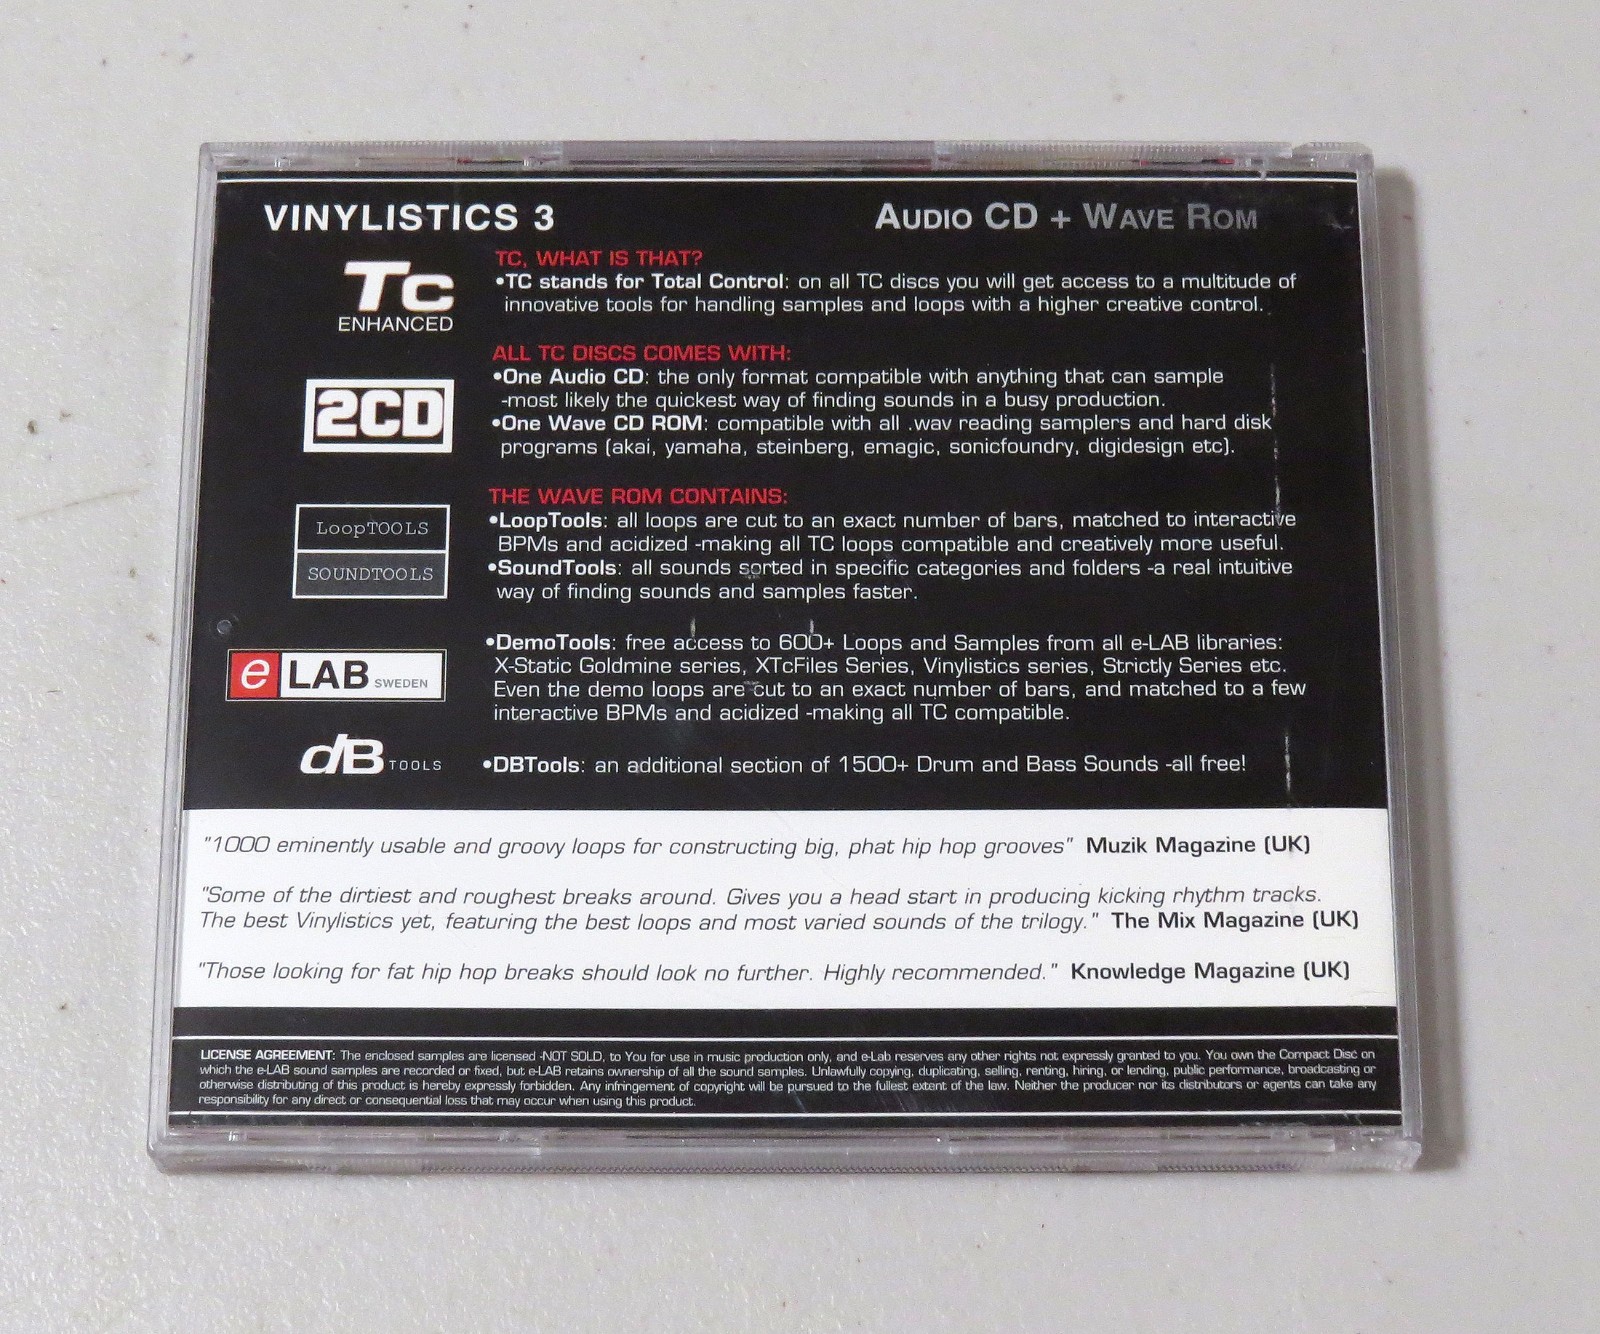 VINYLISTICS 3 AUDIO CD + WAVE ROM
TC ENHANCED
TC, WHAT IS THAT?
•TC stands for Total Control: on all TC discs you will get access to a multitude of
innovative tools for handling samples and loops with a higher creative control.
2CD
ALL TC DISCS COMES WITH:
•One Audio CD: the only format compatible with anything that can sample
-most likely the quickest way of finding sounds in a busy production.
•One Wave CD ROM: compatible with all .wav reading samplers and hard disk
programs (akai, yamaha, steinberg, emagic, sonicfoundry, digidesign etc).
LoopTOOLS
SOUNDTOOLS
THE WAVE ROM CONTAINS:
•LoopTools: all loops are cut to an exact number of bars, matched to interactive
BPMs and acidized -making all TC loops compatible and creatively more useful.
•SoundTools: all sounds sorted in specific categories and folders -a real intuitive
way of finding sounds and samples faster.
e LAB SWEDEN
•DemoTools: free access to 600+ Loops and Samples from all e-LAB libraries:
X-Static Goldmine series, XTcFiles Series, Vinylistics series, Strictly Series etc.
Even the demo loops are cut to an exact number of bars, and matched to a few
interactive BPMs and acidized -making all TC compatible.
dB TOOLS
•DBTools: an additional section of 1500+ Drum and Bass Sounds -all free!
"1000 eminently usable and groovy loops for constructing big, phat hip hop grooves" Muzik Magazine (UK)
"Some of the dirtiest and roughest breaks around. Gives you a head start in producing kicking rhythm tracks.
The best Vinylistics yet, featuring the best loops and most varied sounds of the trilogy." The Mix Magazine (UK)
"Those looking for fat hip hop breaks should look no further. Highly recommended." Knowledge Magazine (UK)
LICENSE AGREEMENT: The enclosed samples are licensed -NOT SOLD, to You for use in music production only, and e-Lab reserves any other rights not expressly granted to you. You own the Compact Disc on
which the e-LAB sound samples are recorded or fixed, but e-LAB retains ownership of all the sound samples. Unlawfully copying, duplicating, selling, renting, hiring, or lending, public performance, broadcasting or
otherwise distributing of this product is hereby expressly forbidden. Any infringement of copyright will be pursued to the fullest extent of the law. Neither the producer nor its distributors or agents can take any
responsibility for any direct or consequential loss that may occur when using this product.